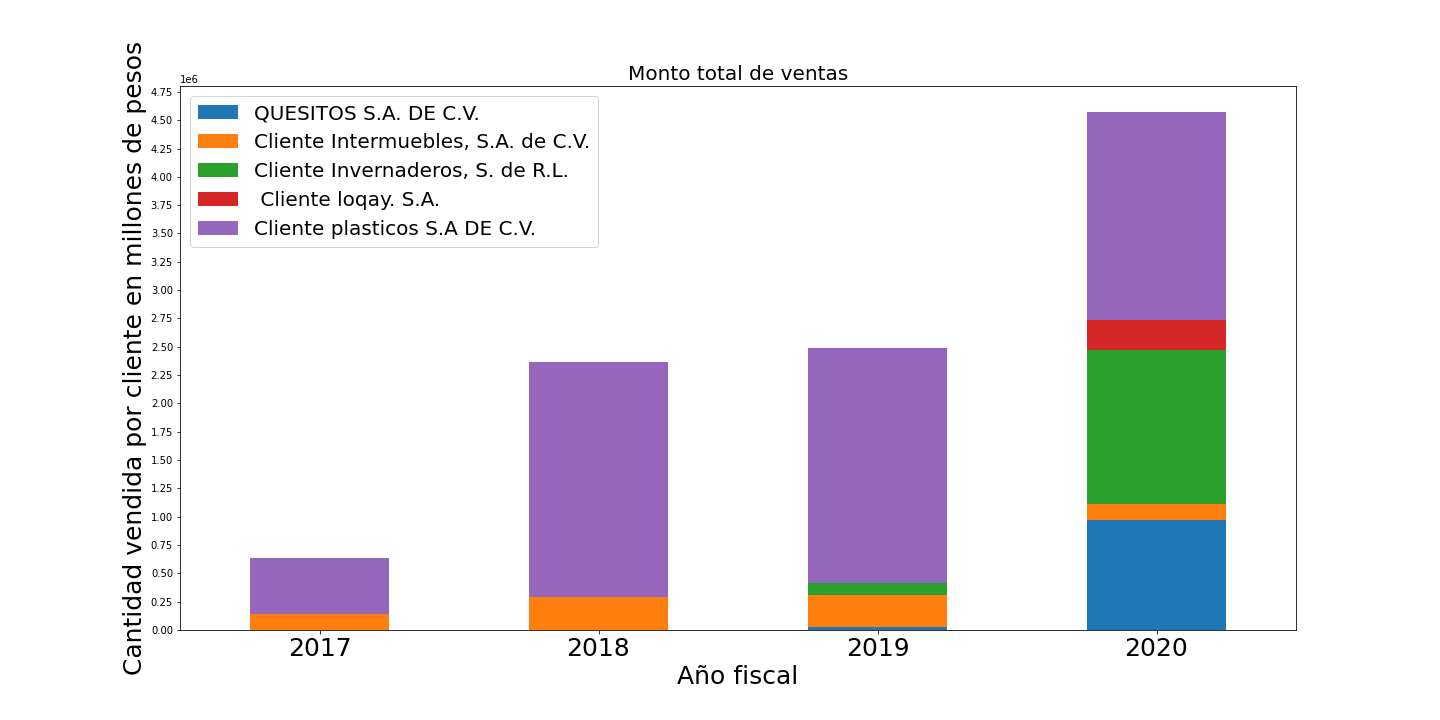 Monto total de ventas
1e6
Cantidad vendida por cliente en millones de pesos
4.75
4.50
4.25
4.00
3.75
3.50
3.25
3.00
2.75
2.50
2.25
2.00
1.75
1.50
1.25
1.00
0.75
0.50
0.25
0.00
QUESITOS S.A. DE C.V.
Cliente Intermuebles, S.A. de C.V.
Cliente Invernaderos, S. de R.L.
Cliente loqay. S.A.
Cliente plasticos S.A DE C.V.
2017 2018 2019 2020
Año fiscal